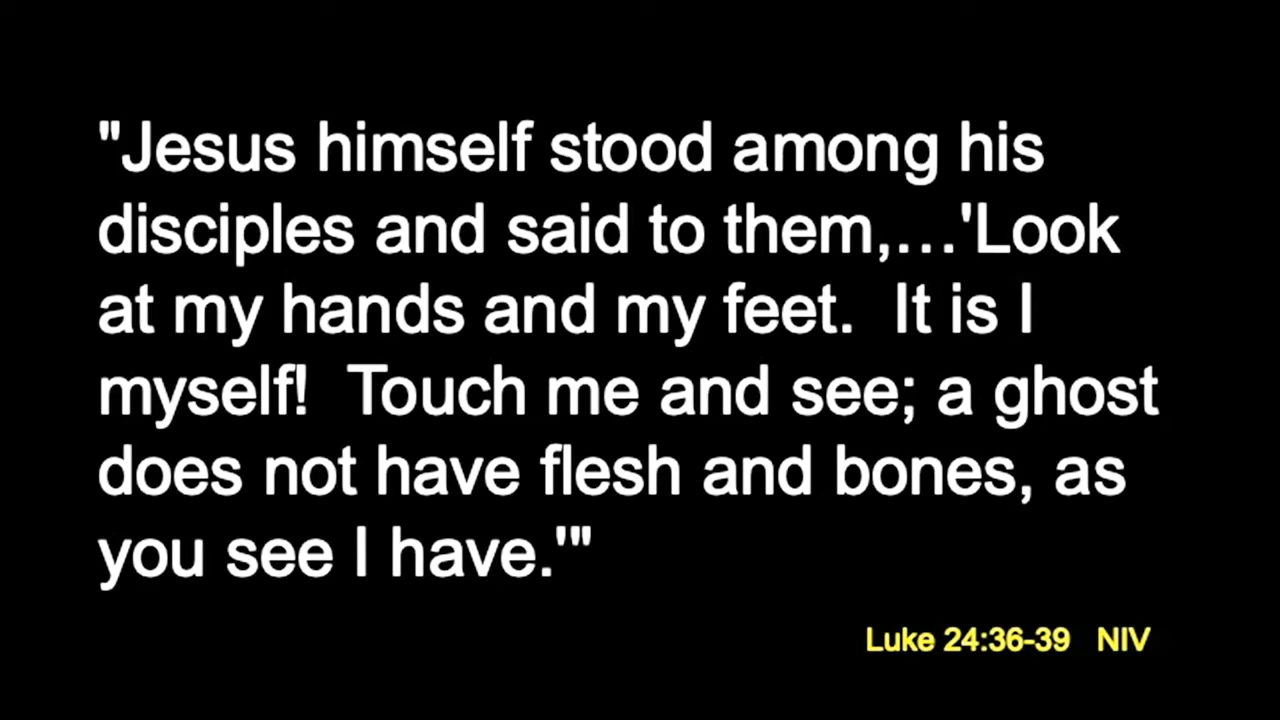 "Jesus himself stood among his
disciples and said to them,…'Look
at my hands and my feet.  It is I
myself!  Touch me and see; a ghost
does not have flesh and bones, as
you see I have.'"
Luke 24:36-39   NIV